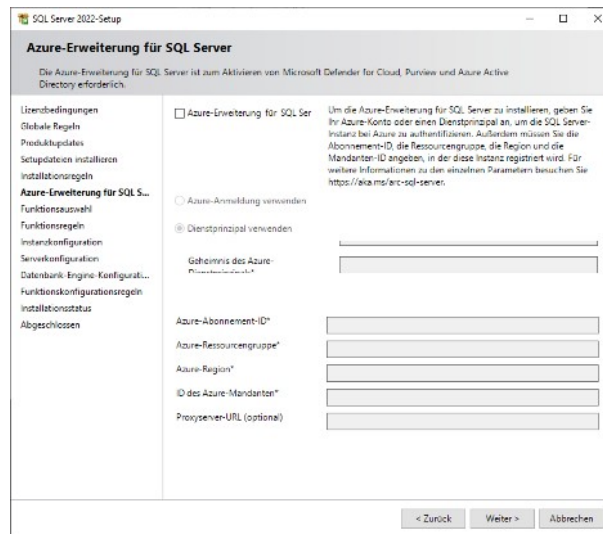 SQL Server 2022-Setup
Azure-Erweiterung für SQL Server
Die Azure-Erweiterung für SQL Server ist zum Aktivieren von Microsoft Defender for Cloud, Purview und Azure Active
Directory erforderlich.
Lizenzbedingungen
Globale Regeln
Produktupdates
Setupdateien installieren
Installationsregeln
Azure-Erweiterung für SQL S...
Funktionsauswahl
Funktionsregeln
Instanzkonfiguration
Serverkonfiguration
Datenbank-Engine-Konfigurati...
Funktionskonfigurationsregeln
Installationsstatus
Abgeschlossen
Azure-Erweiterung für SQL Ser
Um die Azure-Erweiterung für SQL Server zu installieren, geben Sie
Ihr Azure-Konto oder einen Dienstprinzipal an, um die SQL Server-
Instanz bei Azure zu authentifizieren. Außerdem müssen Sie die
Abonnement-ID, die Ressourcengruppe, die Region und die
Mandanten-ID angeben, in der diese Instanz registriert wird. Für
weitere Informationen zu den einzelnen Parametern besuchen Sie
https://aka.ms/arc-sql-server.
Azure-Anmeldung verwenden
Dienstprinzipal verwenden
Geheimnis des Azure-
Dienstprinzipals*
Azure-Abonnement-ID*
Azure-Ressourcengruppe*
Azure-Region*
ID des Azure-Mandanten*
Proxyserver-URL (optional)
< Zurück
Weiter >
Abbrechen